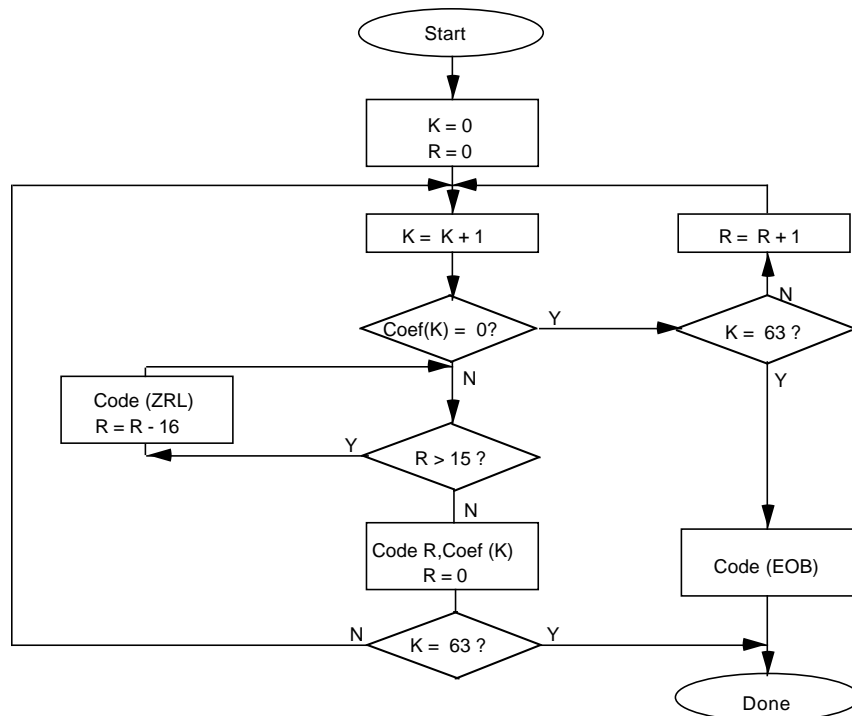 Start
K = 0
R = 0
K = K + 1
R = R + 1
N
Coef(K) = 0?
Y
K = 63 ?
N
Y
Code (ZRL)
R = R - 16
Y
R > 15 ?
N
Code R,Coef (K)
R = 0
Code (EOB)
N
K = 63 ?
Y
Done